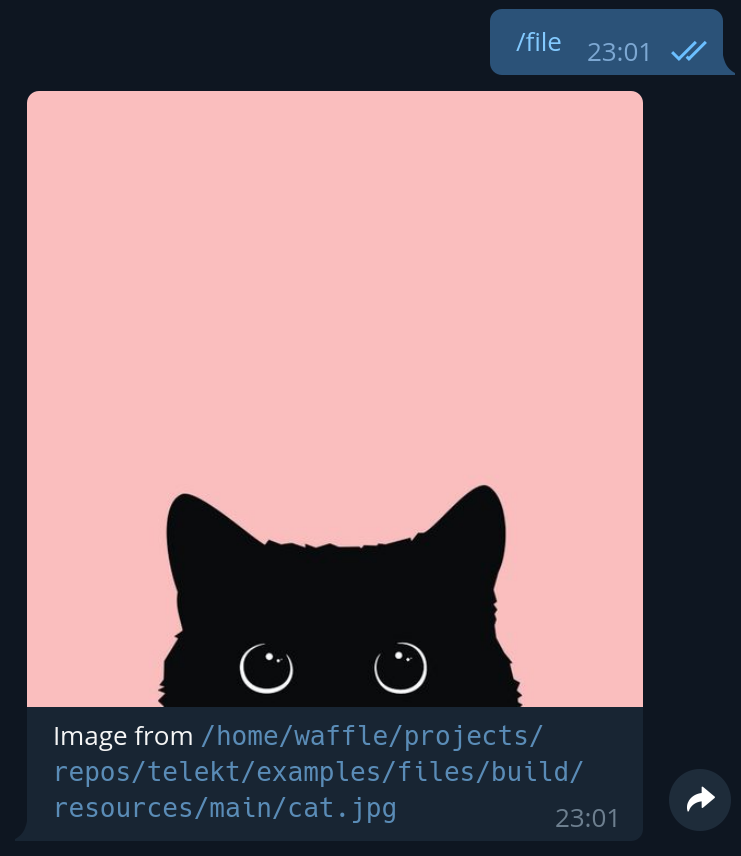 /file 23:01
Image from /home/waffle/projects/
repos/telekt/examples/files/build/
resources/main/cat.jpg 23:01